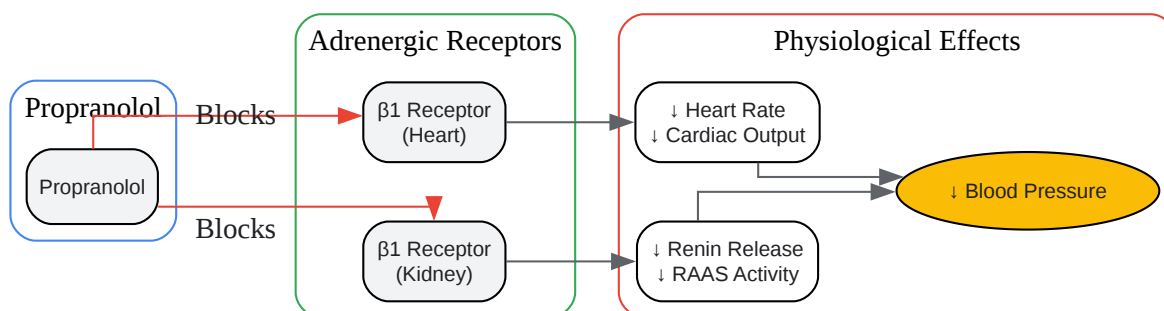 Adrenergic Receptors
Physiological Effects
Propranolol
Blocks
β1 Receptor
(Heart)
↓ Heart Rate
↓ Cardiac Output
Propranolol
↓ Blood Pressure
Blocks
β1 Receptor
(Kidney)
↓ Renin Release
↓ RAAS Activity